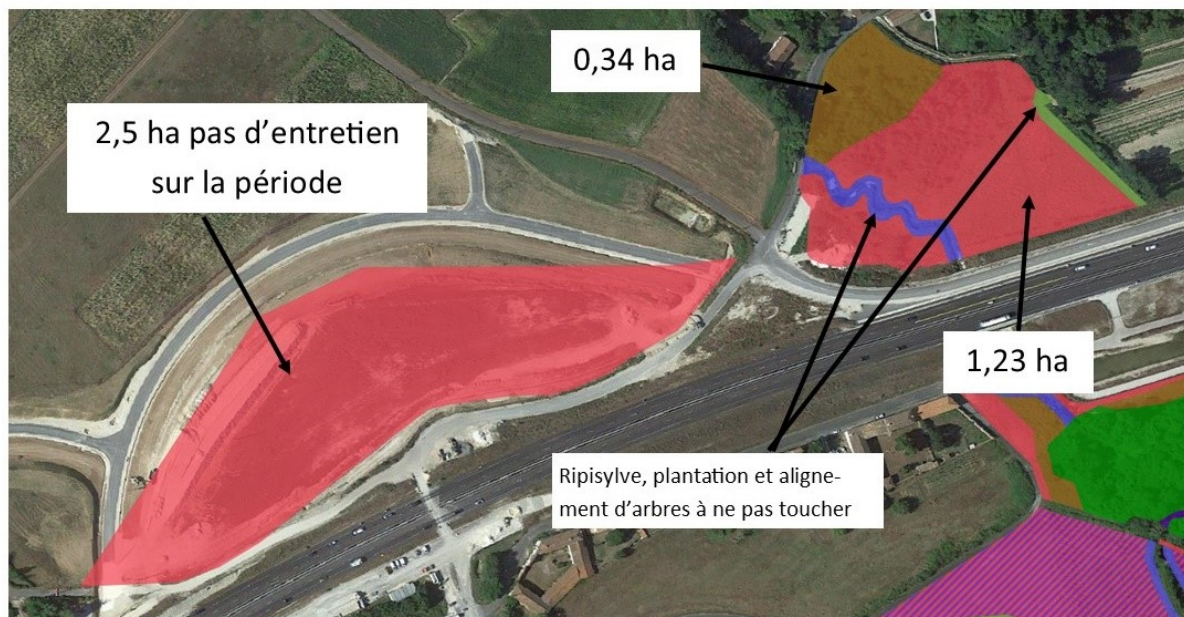 0,34 ha
2,5 ha pas d’entretien
sur la période
1,23 ha
Ripisylve, plantation et aligne-
ment d’arbres à ne pas toucher